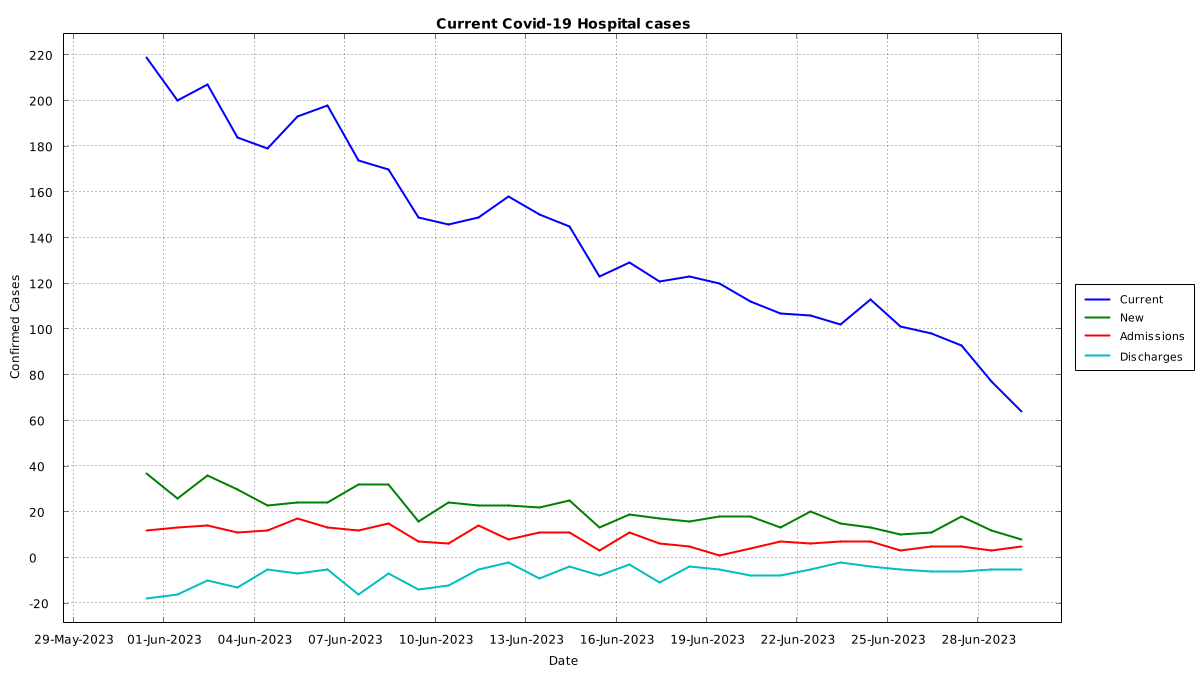 Current Covid-19 Hospital cases
220
200
180
160
140
120
100
80
60
40
20
0
-20
Confirmed Cases
29-May-2023 01-Jun-2023 04-Jun-2023 07-Jun-2023 10-Jun-2023 13-Jun-2023 16-Jun-2023 19-Jun-2023 22-Jun-2023 25-Jun-2023 28-Jun-2023
Date
Current
New
Admissions
Discharges